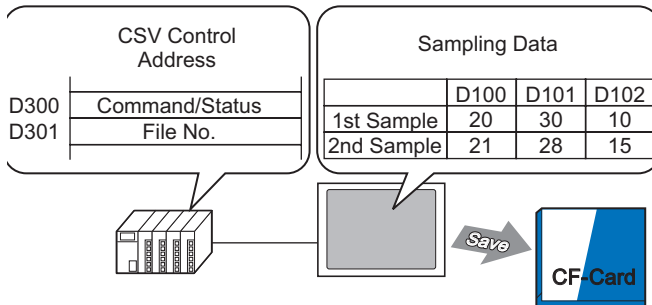 CSV Control
Address
D300 Command/Status
D301 File No.
Sampling Data
D100 D101 D102
1st Sample 20 30 10
2nd Sample 21 28 15
Save
CF-Card